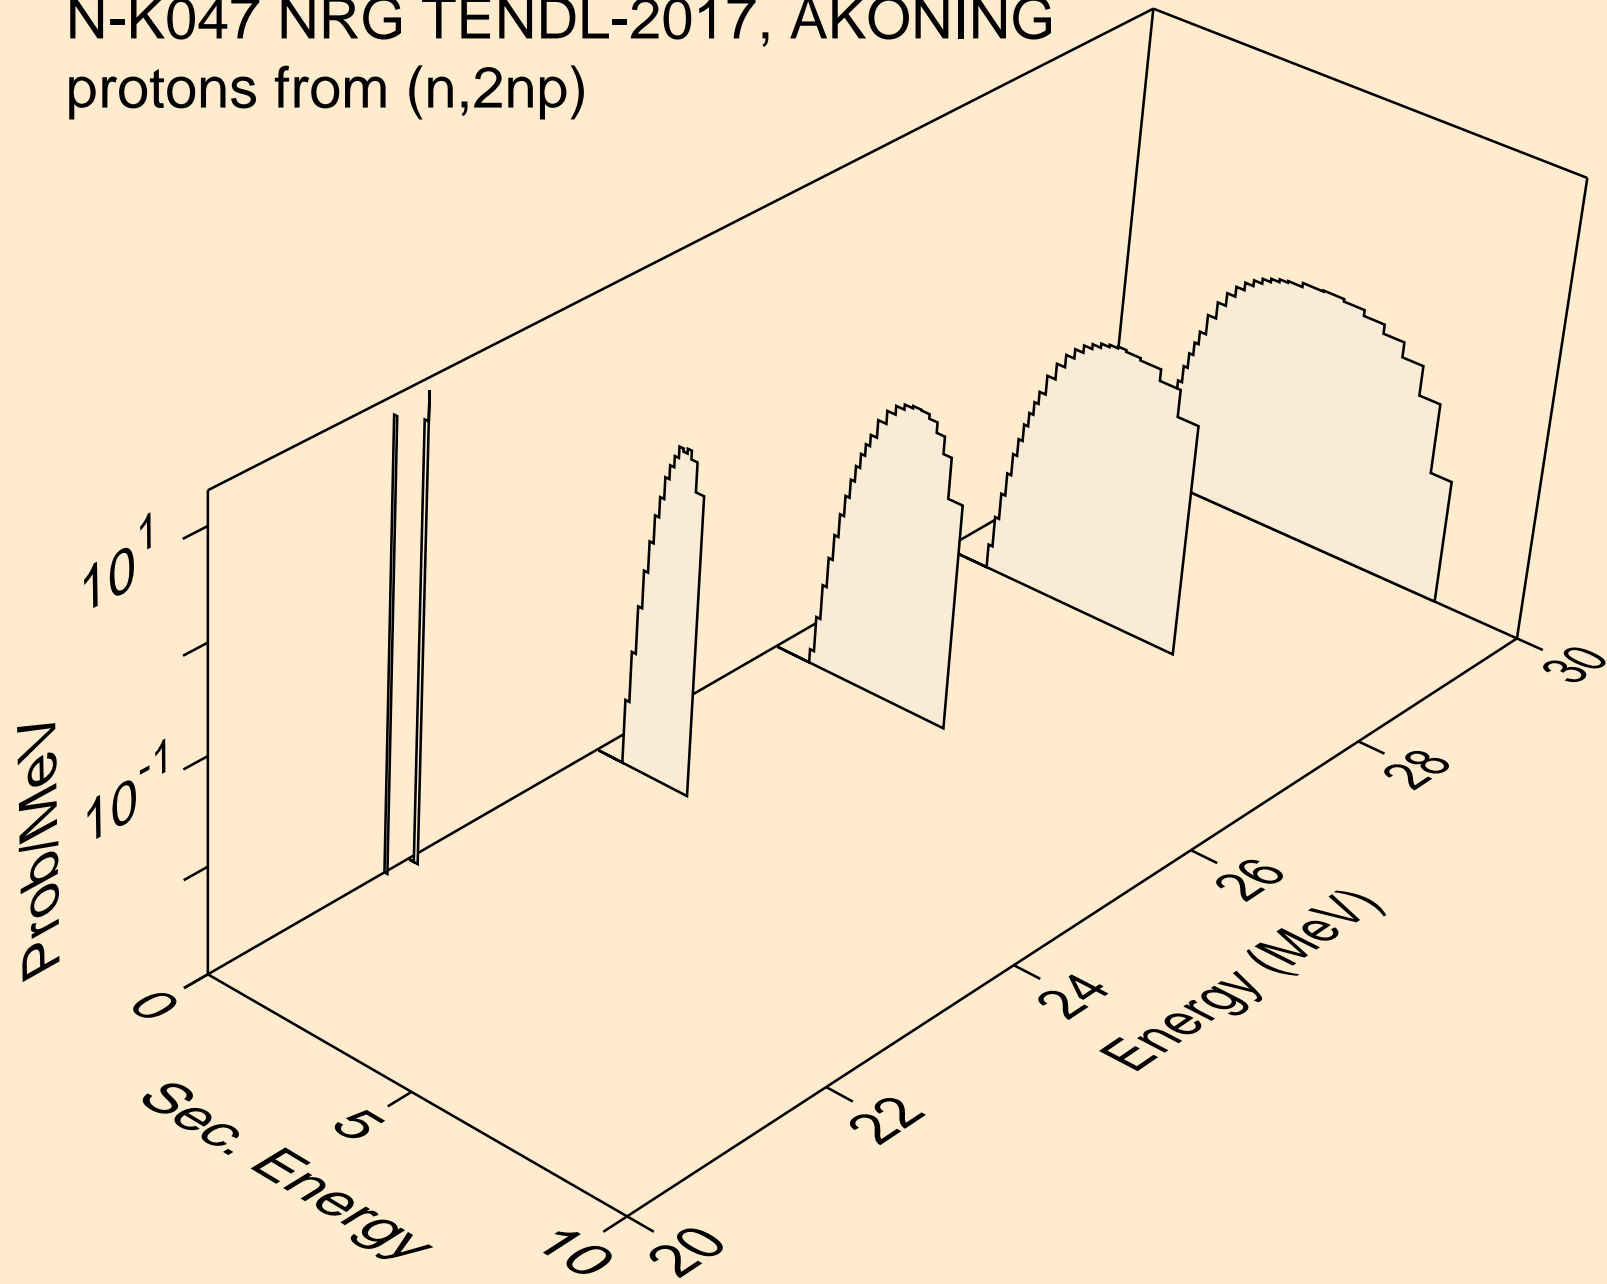 N-K047 NRG TENDL-2017, AKONING
protons from (n,2np)
10^1
10^-1
Prob/MeV
0
5
10
Sec. Energy
20
22
24
26
28
30
Energy (MeV)